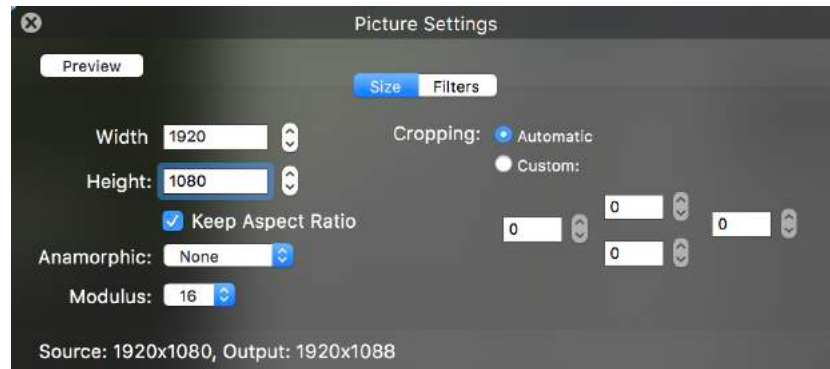 Picture Settings
Preview
Size Filters
Width 1920
Cropping: Automatic
Height: 1080
Custom:
Keep Aspect Ratio
0
0 0
0
Anamorphic: None
Modulus: 16
Source: 1920x1080, Output: 1920x1088